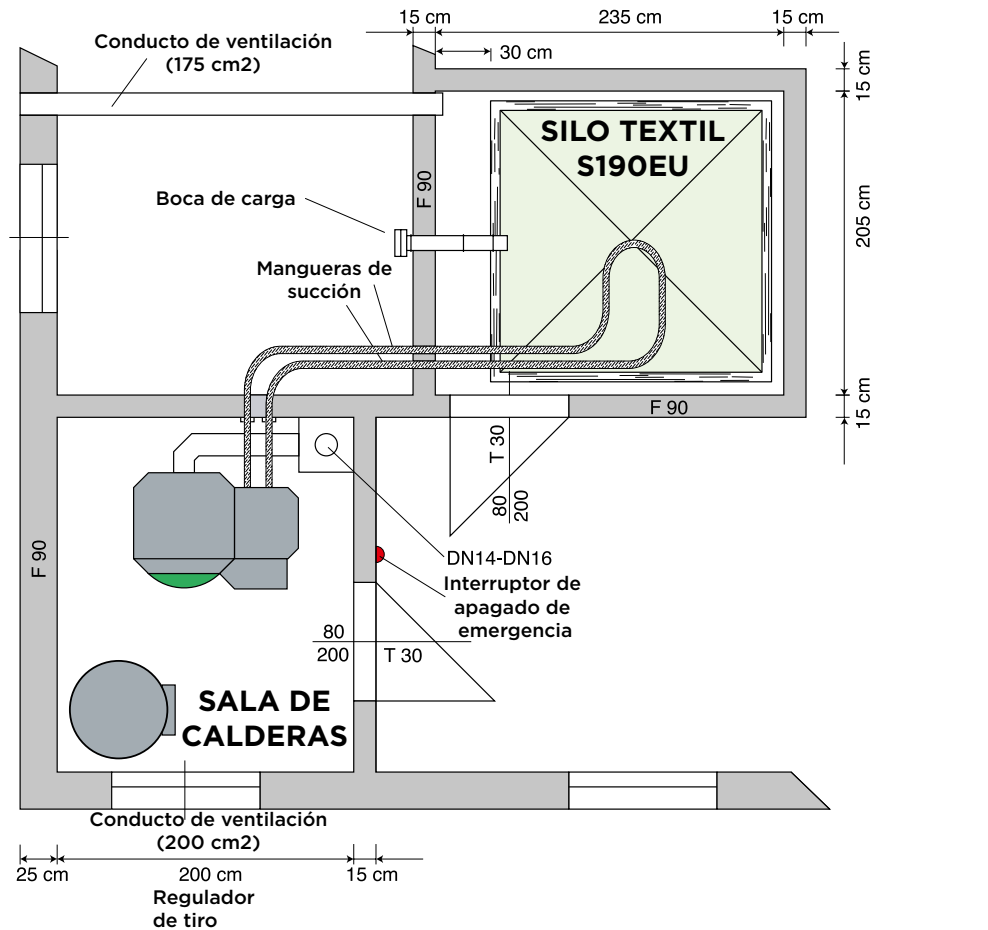 15 cm
235 cm
15 cm
Conducto de ventilación
(175 cm2)
30 cm
15 cm
SILO TEXTIL
S190EU
F 90
Boca de carga
205 cm
Mangueras de
succión
15 cm
F 90
T 30
80
200
F 90
DN14-DN16
Interruptor de
apagado de
emergencia
80
200
T 30
SALA DE
CALDERAS
Conducto de ventilación
(200 cm2)
25 cm
200 cm
15 cm
Regulador
de tiro